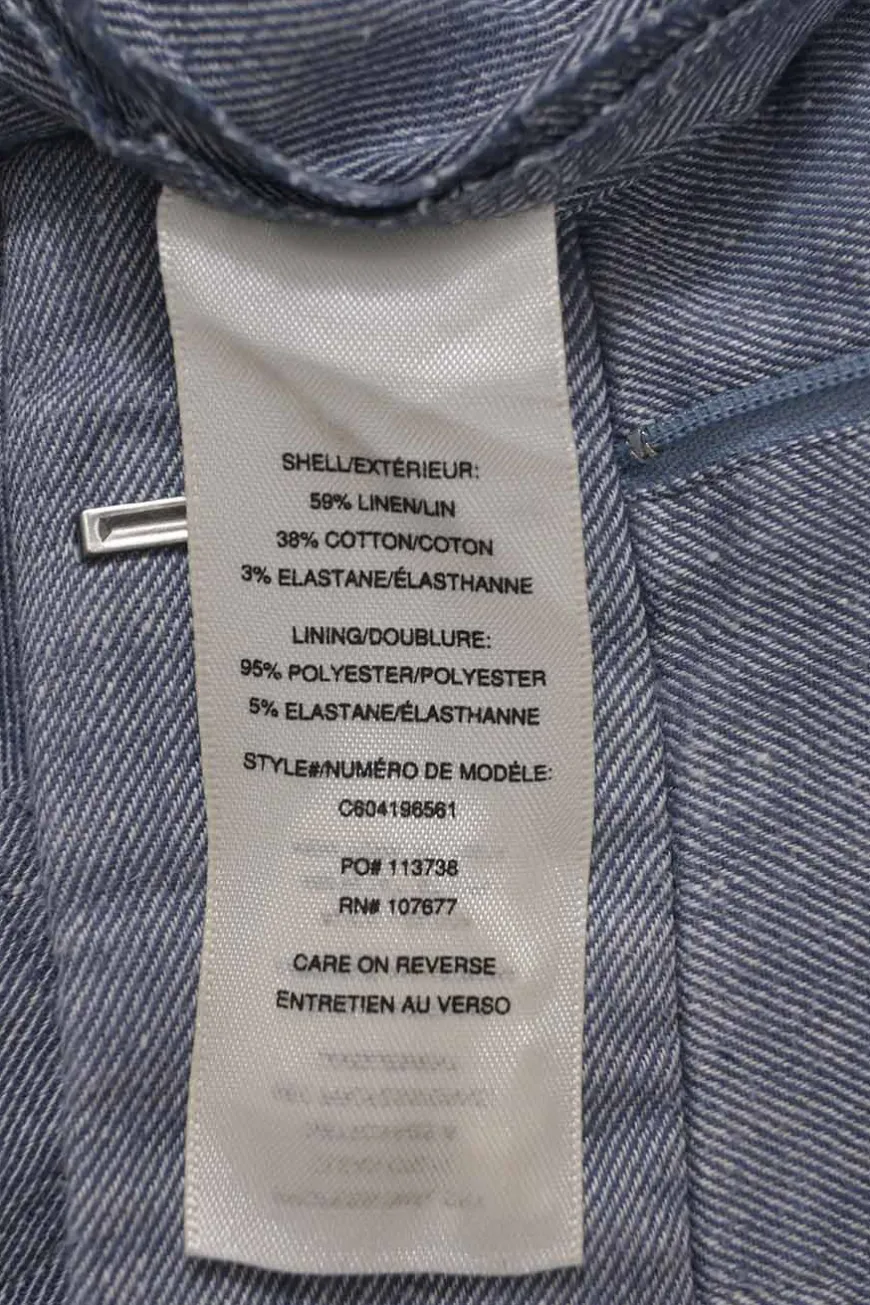 SHELL/EXTÉRIEUR:
59% LINEN/LIN
38% COTTON/COTON
3% ELASTANE/ÉLASTHANNE
LINING/DOUBLURE:
95% POLYESTER/POLYESTER
5% ELASTANE/ÉLASTHANNE
STYLE#/NUMÉRO DE MODÈLE:
C604196561
PO# 113738
RN# 107677
CARE ON REVERSE
ENTRETIEN AU VERSO